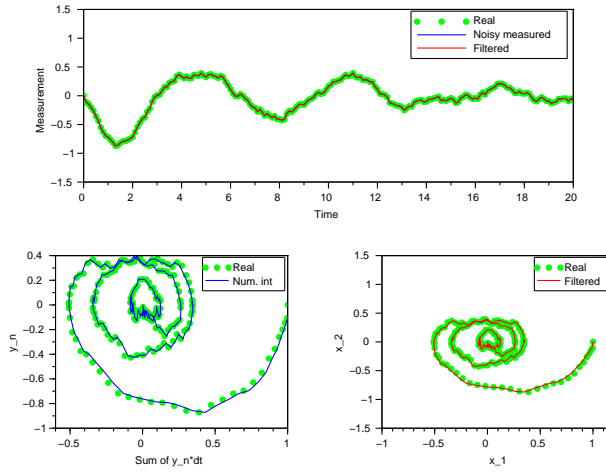 1.5
1
0.5
0
−0.5
−1
−1.5
Measurement
Real
Noisy measured
Filtered
0 2 4 6 8 10 12 14 16 18 20
Time
0.4
0.2
0
−0.2
−0.4
−0.6
−0.8
−1
y_n
Real
Num. int
−0.5 0 0.5 1
Sum of y_n*dt
1.5
1
0.5
0
−0.5
−1
−1.5
x_2
Real
Filtered
−1 −0.5 0 0.5 1
x_1